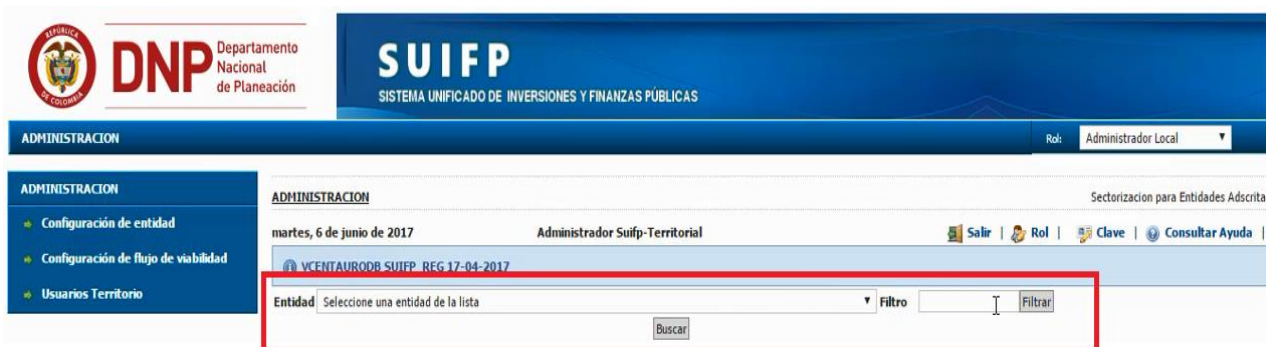 REPÚBLICA
DE COLOMBIA
DNP
Departamento
Nacional
de Planeación
SUIFP
SISTEMA UNIFICADO DE INVERSIONES Y FINANZAS PÚBLICAS
ADMINISTRACION
Rol: Administrador Local
ADMINISTRACION
Configuración de entidad
Configuración de flujo de viabilidad
Usuarios Territorio
ADMINISTRACION
Sectorizacion para Entidades Adscrita
martes, 6 de junio de 2017 Administrador Suifp-Territorial Salir | Rol | Clave | Consultar Ayuda |
VCENTAURODB SUIFP_REG 17-04-2017
Entidad Seleccione una entidad de la lista Filtro Filtrar
Buscar